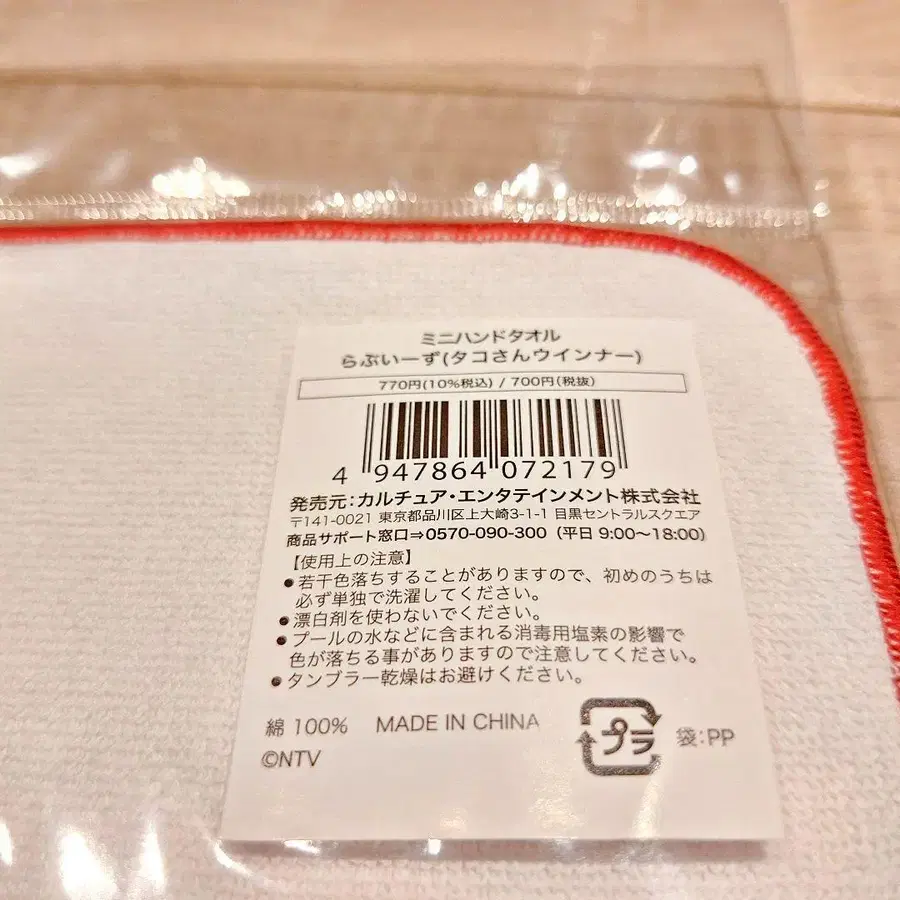 ミニハンドタオル
らぶいーず(タコさんウインナー)
770円(10%税込) / 700円(税抜)
4 947864 072179
発売元:カルチュア・エンタテインメント株式会社
〒141-0021 東京都品川区上大崎3-1-1 目黒セントラルスクエア
商品サポート窓口⇒0570-090-300（平日 9:00〜18:00）
【使用上の注意】
●若干色落ちすることがありますので、初めのうちは
必ず単独で洗濯してください。
●漂白剤を使わないでください。
●プールの水などに含まれる消毒用塩素の影響で
色が落ちる事がありますので注意してください。
●タンブラー乾燥はお避けください。
綿 100% MADE IN CHINA
プラ 袋:PP
©NTV